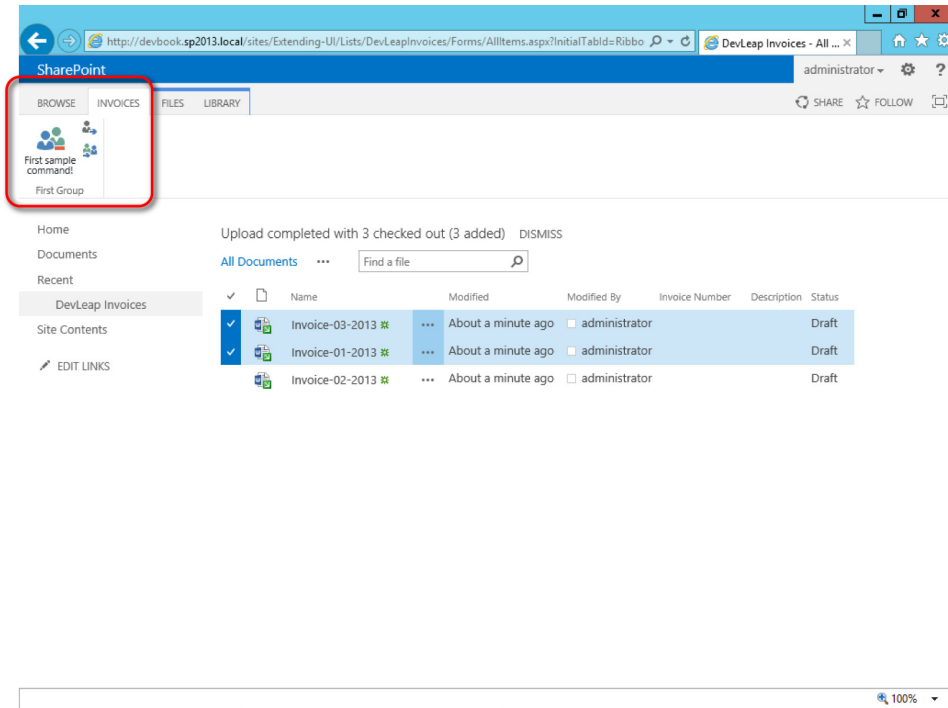 http://devbook.sp2013.local/sites/Extending-UI/Lists/DevLeapInvoices/Forms/AllItems.aspx?InitialTabId=Ribbo
DevLeap Invoices - All ...
SharePoint
administrator
?
BROWSE INVOICES FILES LIBRARY
SHARE FOLLOW
First sample
command!
First Group
Home
Documents
Recent
DevLeap Invoices
Site Contents
EDIT LINKS
Upload completed with 3 checked out (3 added) DISMISS
All Documents ... Find a file
Name Modified Modified By Invoice Number Description Status
Invoice-03-2013 ... About a minute ago administrator Draft
Invoice-01-2013 ... About a minute ago administrator Draft
Invoice-02-2013 ... About a minute ago administrator Draft
100%